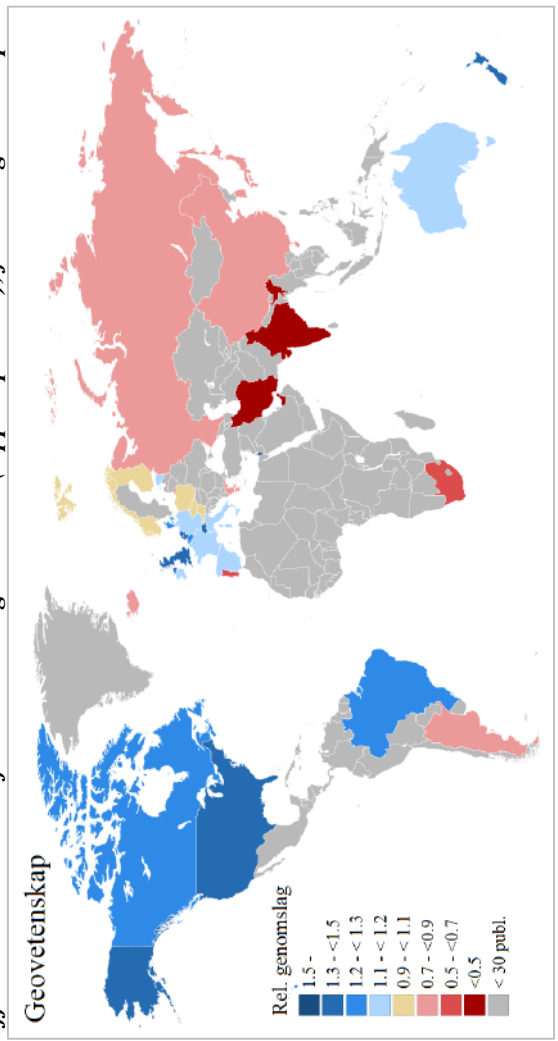 Geovetenskap
Rel. genomslag
1.5 -
1.3 - <1.5
1.2 - < 1.3
1.1 - < 1.2
0.9 - < 1.1
0.7 - <0.9
0.5 - <0.7
<0.5
< 30 publ.